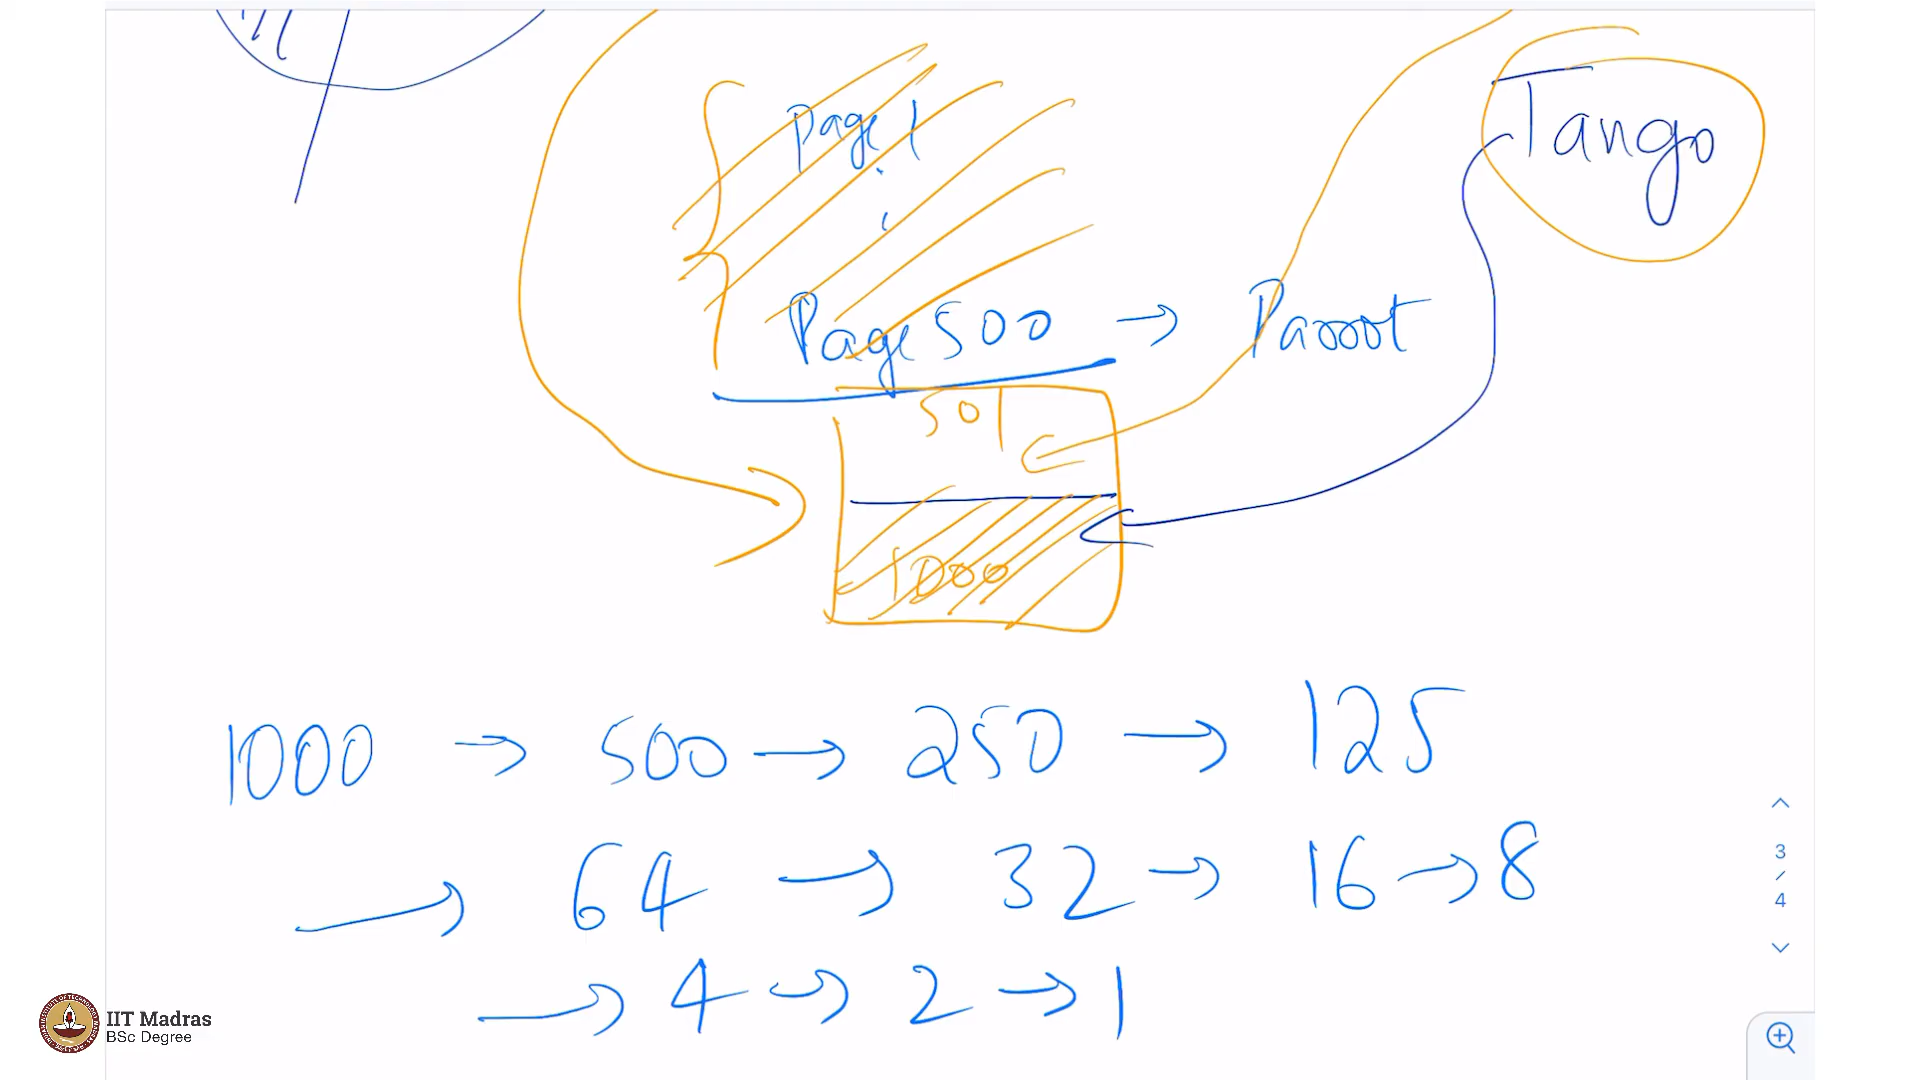 Page 1
Tango
Page 500 → Parrot
501
1000
1000 → 500 → 250 → 125
→ 64 → 32 → 16 → 8
→ 4 → 2 → 1
3
/
4
IIT Madras
BSc Degree